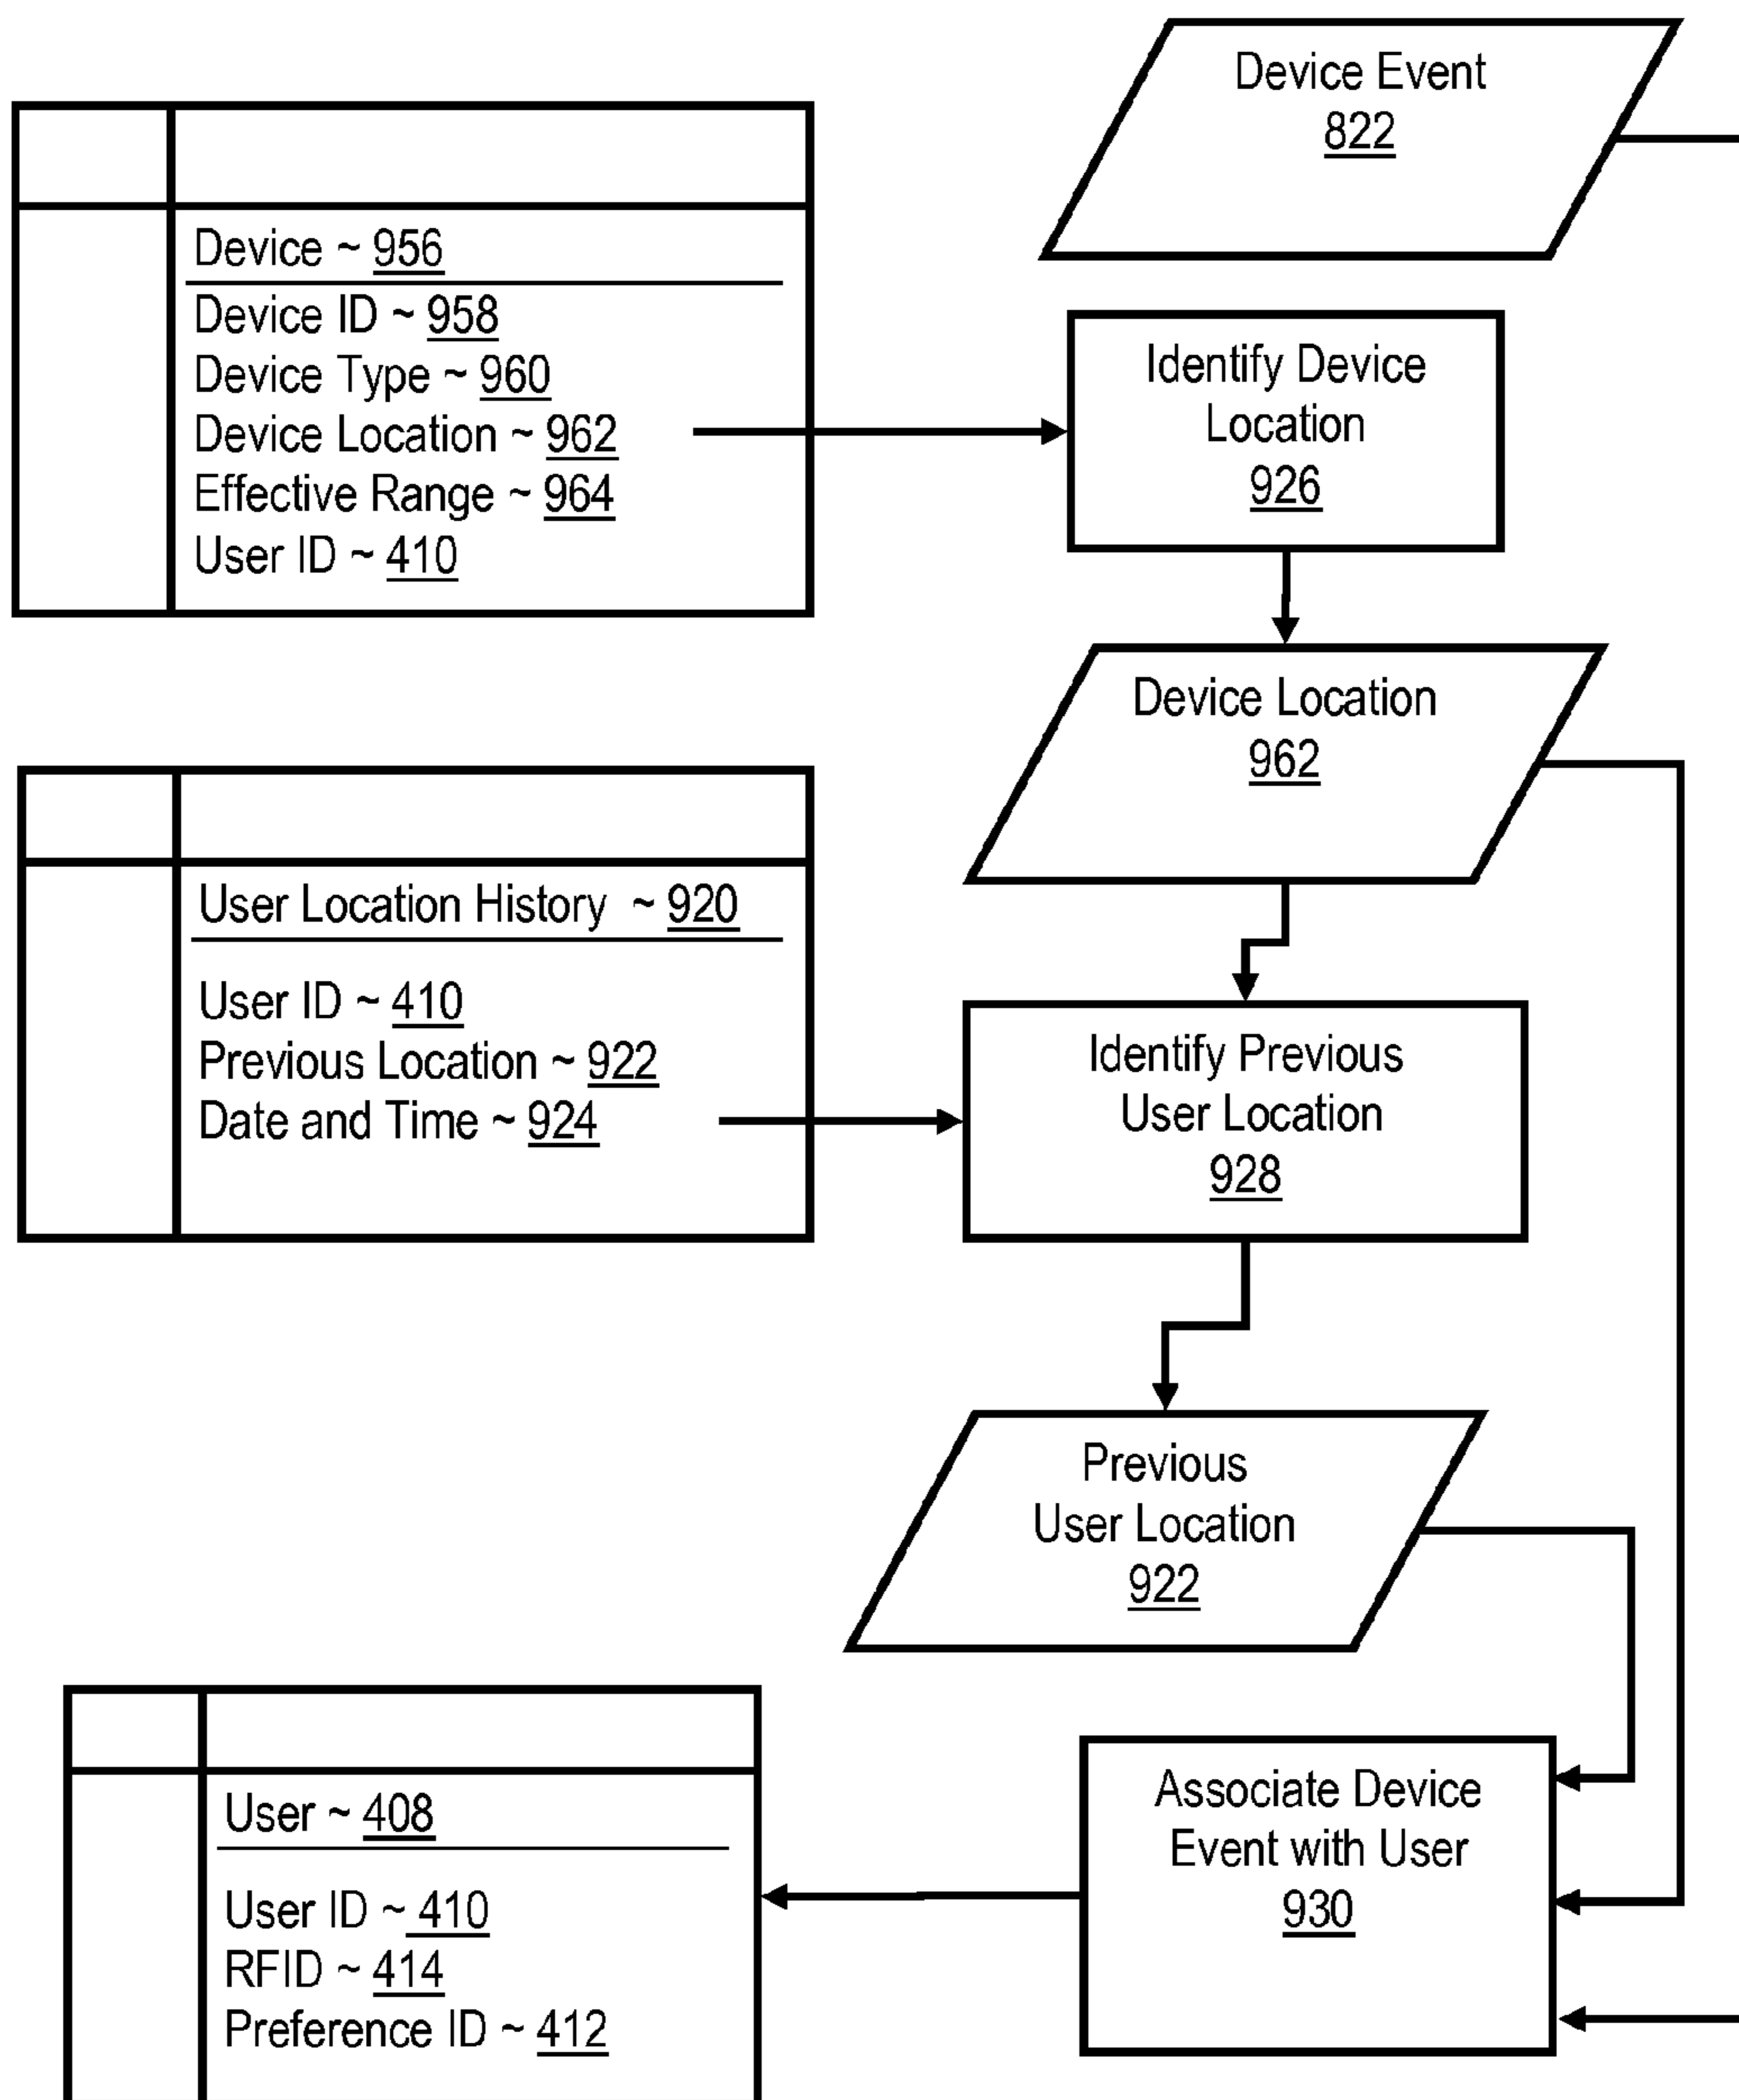 Device Event
822
Device ~ 956
Device ID ~ 958
Device Type ~ 960
Device Location ~ 962
Effective Range ~ 964
User ID ~ 410
Identify Device
Location
926
Device Location
962
User Location History ~ 920
User ID ~ 410
Previous Location ~ 922
Date and Time ~ 924
Identify Previous
User Location
928
Previous
User Location
922
User ~ 408
User ID ~ 410
RFID ~ 414
Preference ID ~ 412
Associate Device
Event with User
930